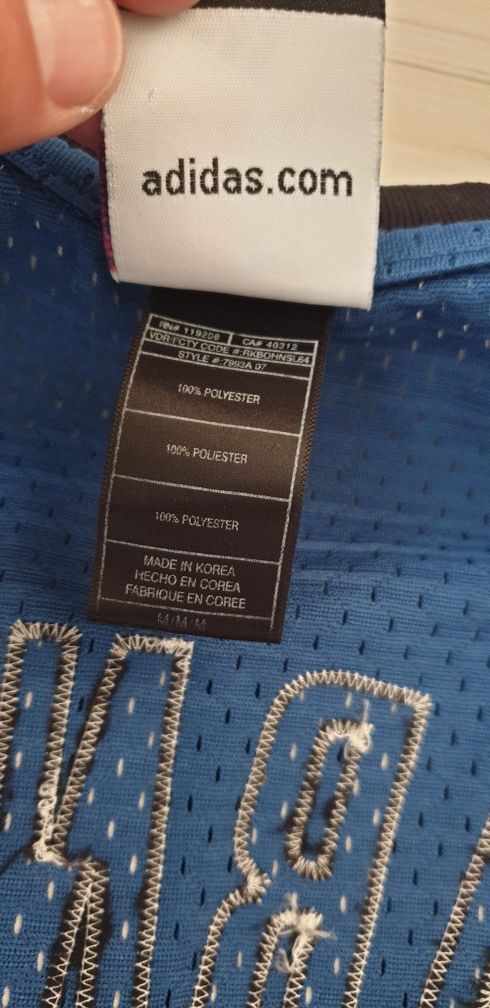 adidas.com
RN# 119208 CA# 40312
VDR/FCTY CODE #:RKBOHNSL64
STYLE #:7993A 07
100% POLYESTER
100% POLIESTER
100% POLYESTER
MADE IN KOREA
HECHO EN COREA
FABRIQUE EN COREE
M/M/M